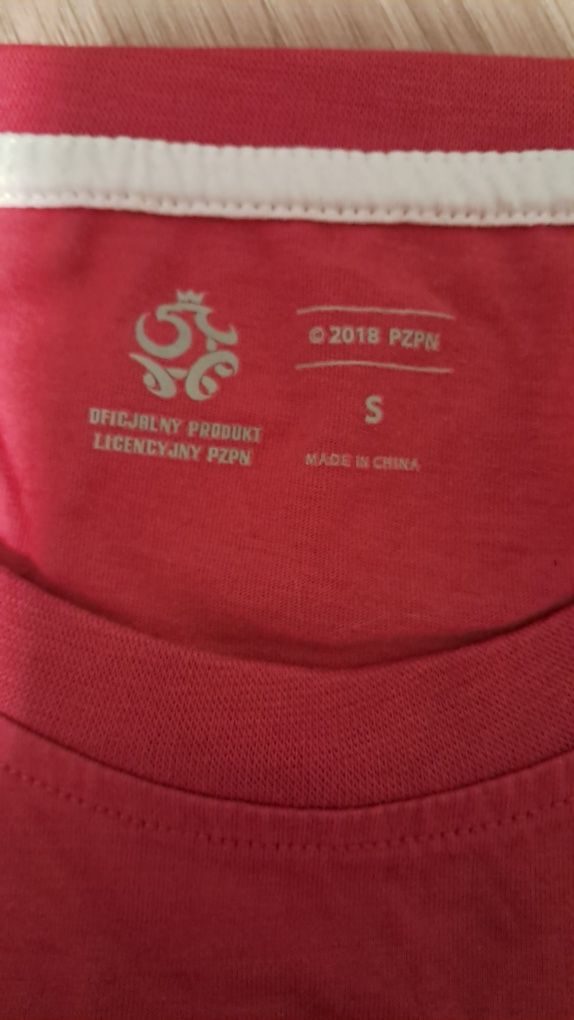 OFICJALNY PRODUKT
LICENCYJNY PZPN
© 2018 PZPN
S
MADE IN CHINA